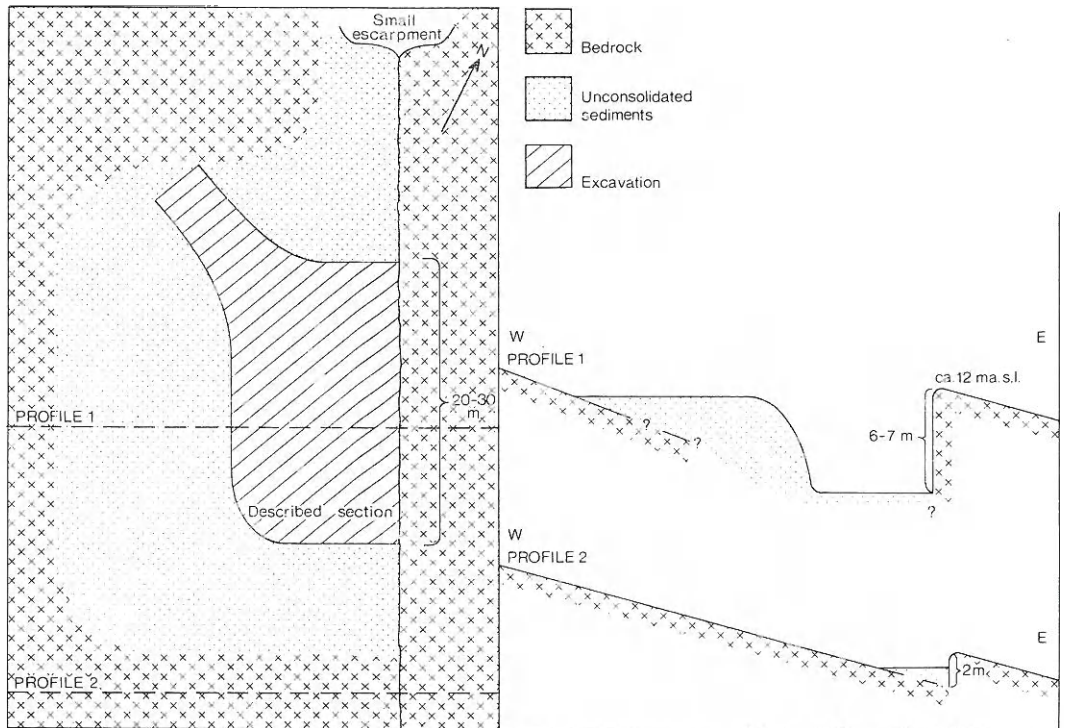 Small
escarpment
N
20-30
m
PROFILE 1
Described section
PROFILE 2
Bedrock
Unconsolidated
sediments
Excavation
W
PROFILE 1
E
ca.12 ma.s.l.
? ?
6-7 m
?
W
PROFILE 2
E
2m